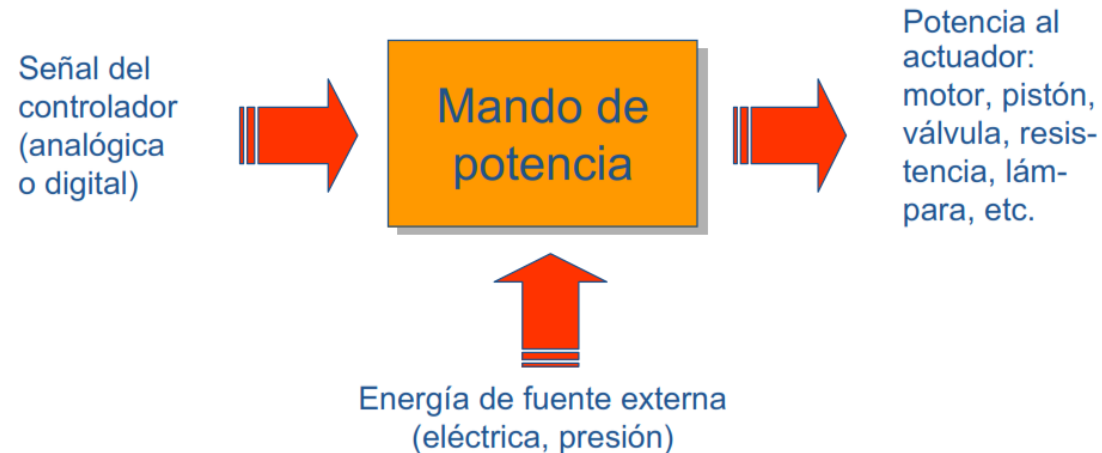 Señal del
controlador
(analógica
o digital)
Mando de
potencia
Potencia al
actuador:
motor, pistón,
válvula, resis-
tencia, lám-
para, etc.
Energía de fuente externa
(eléctrica, presión)